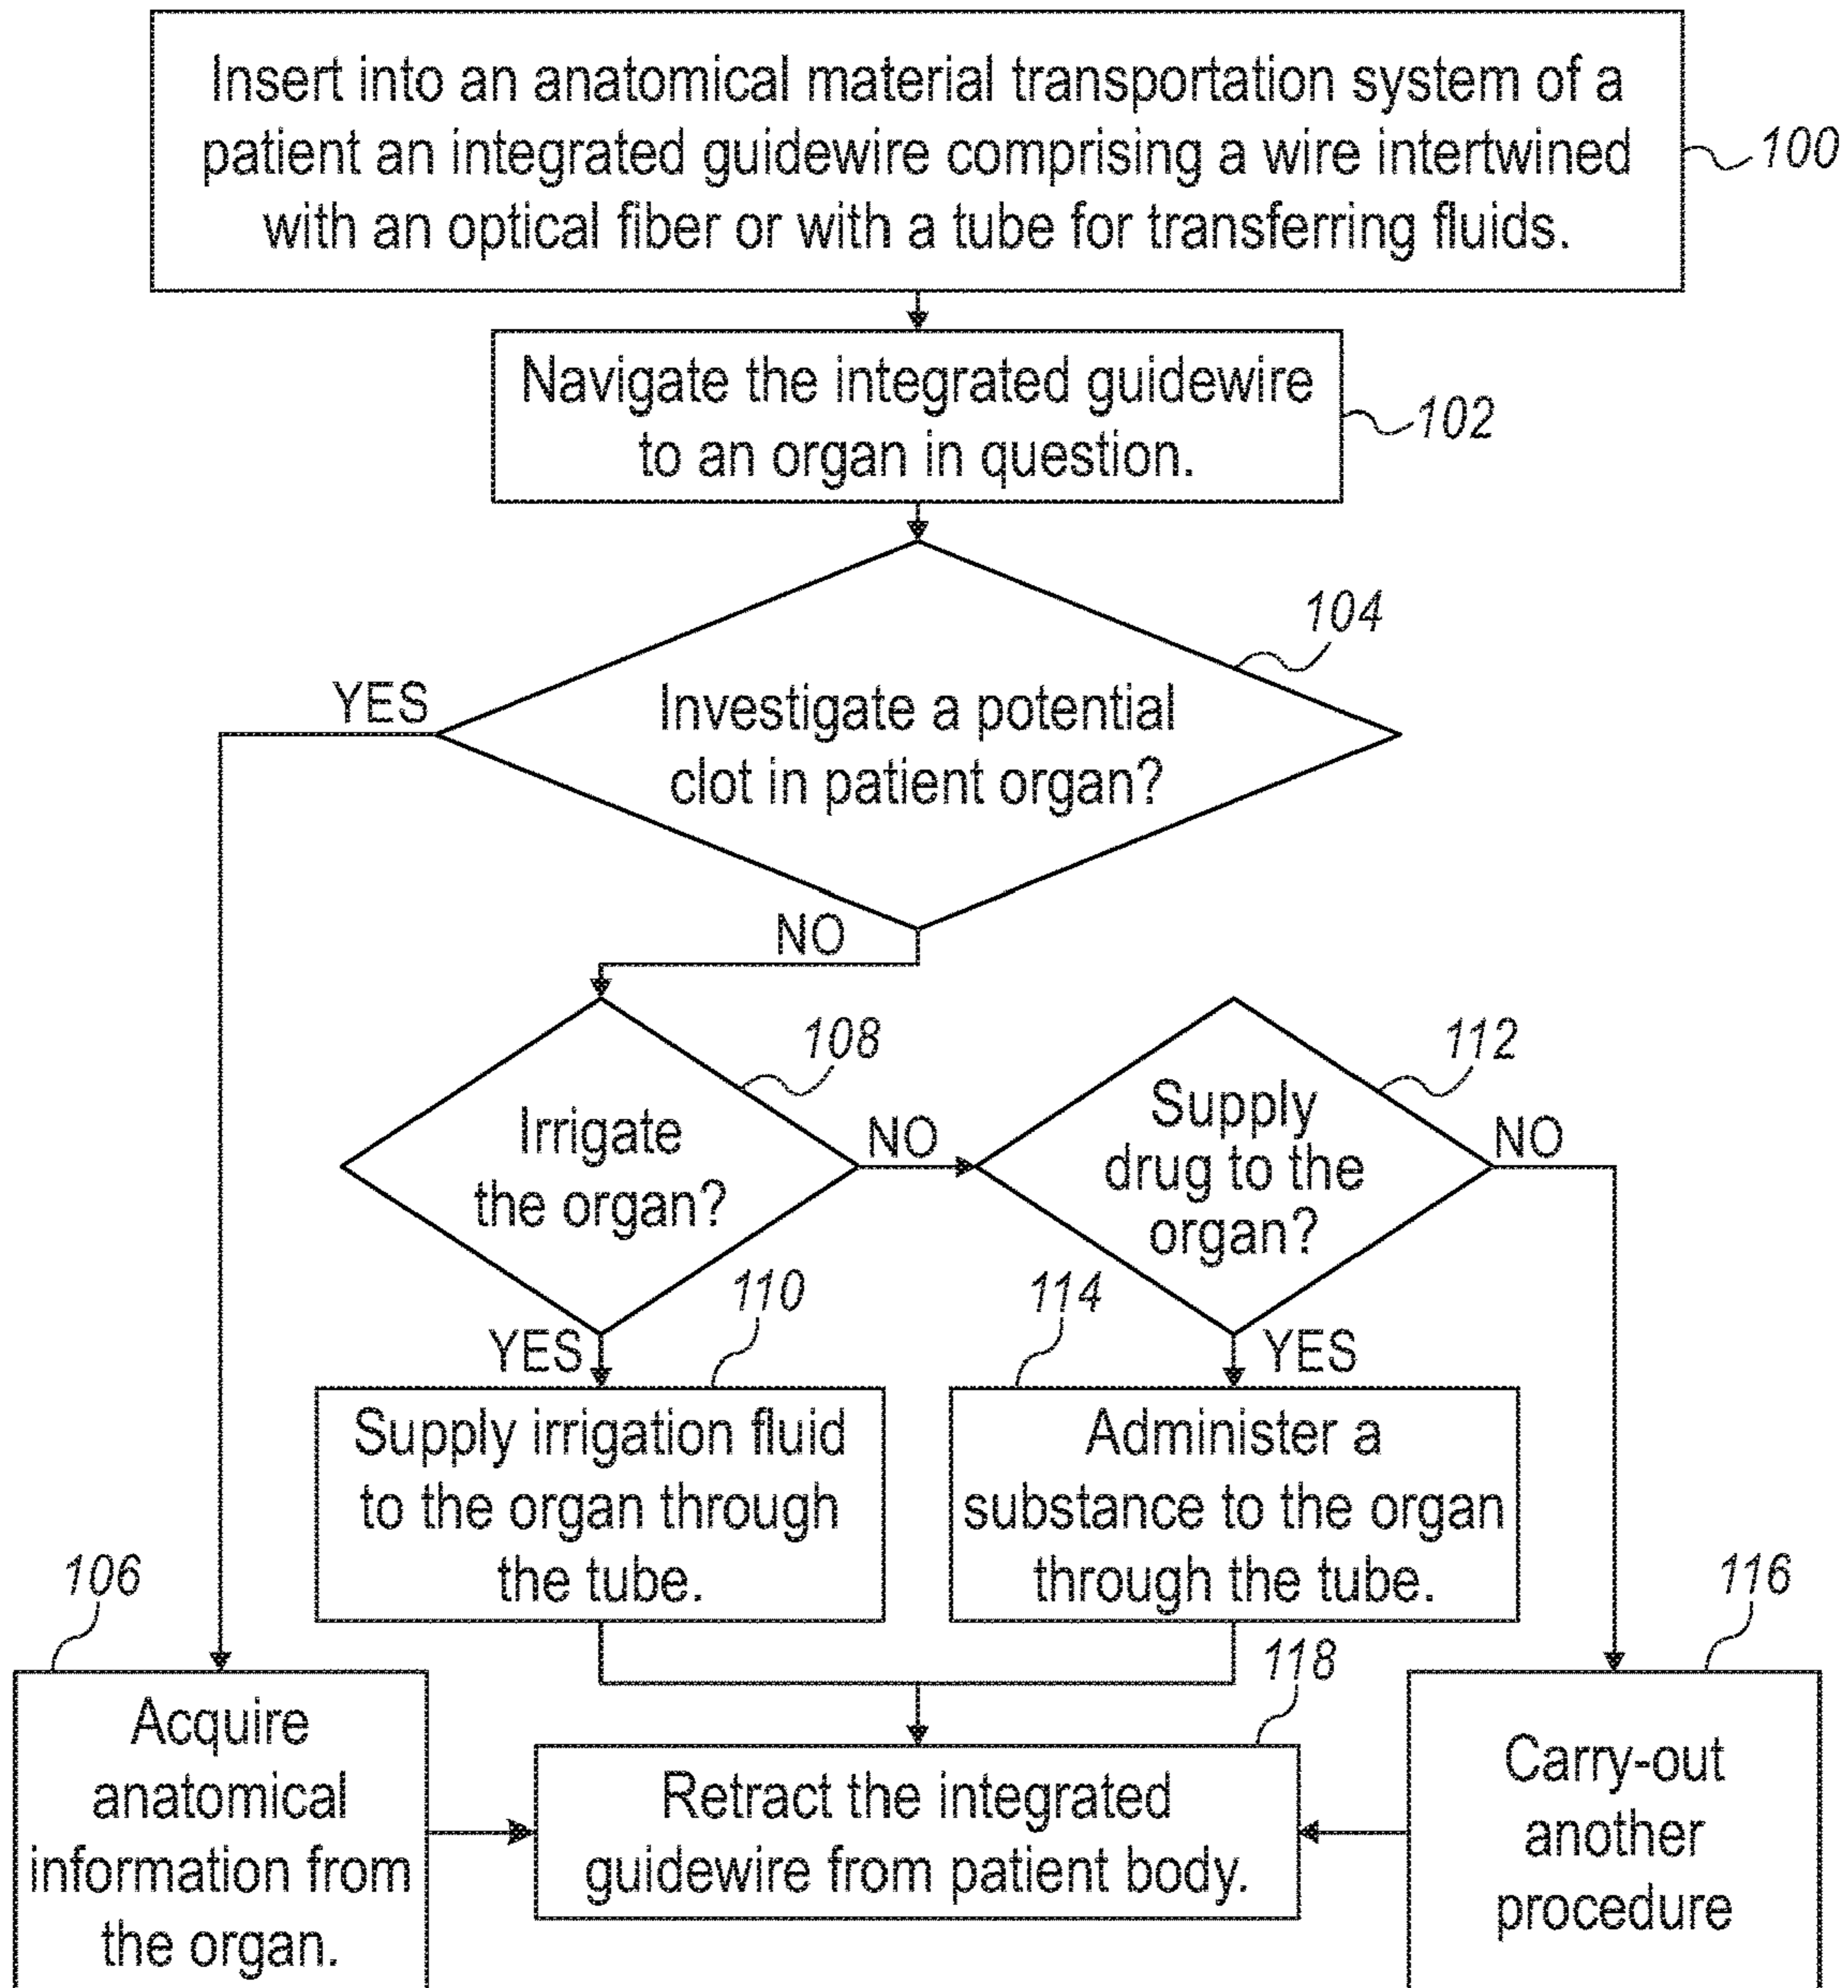 Insert into an anatomical material transportation system of a
patient an integrated guidewire comprising a wire intertwined
with an optical fiber or with a tube for transferring fluids.
100
Navigate the integrated guidewire
to an organ in question.
102
104
Investigate a potential
clot in patient organ?
YES
NO
108
Irrigate
the organ?
NO
112
Supply
drug to the
organ?
NO
110
YES
Supply irrigation fluid
to the organ through
the tube.
114
YES
Administer a
substance to the organ
through the tube.
106
Acquire
anatomical
information from
the organ.
118
Retract the integrated
guidewire from patient body.
116
Carry-out
another
procedure